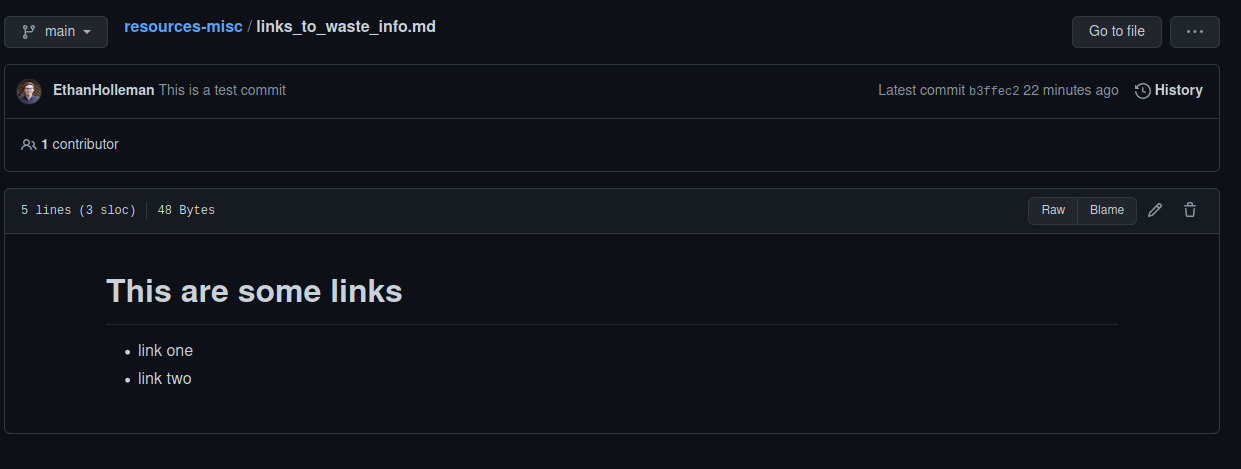 main
resources-misc / links_to_waste_info.md
Go to file
EthanHolleman This is a test commit
Latest commit b3ffec2 22 minutes ago
History
1 contributor
5 lines (3 sloc)
48 Bytes
Raw
Blame
This are some links
• link one
• link two